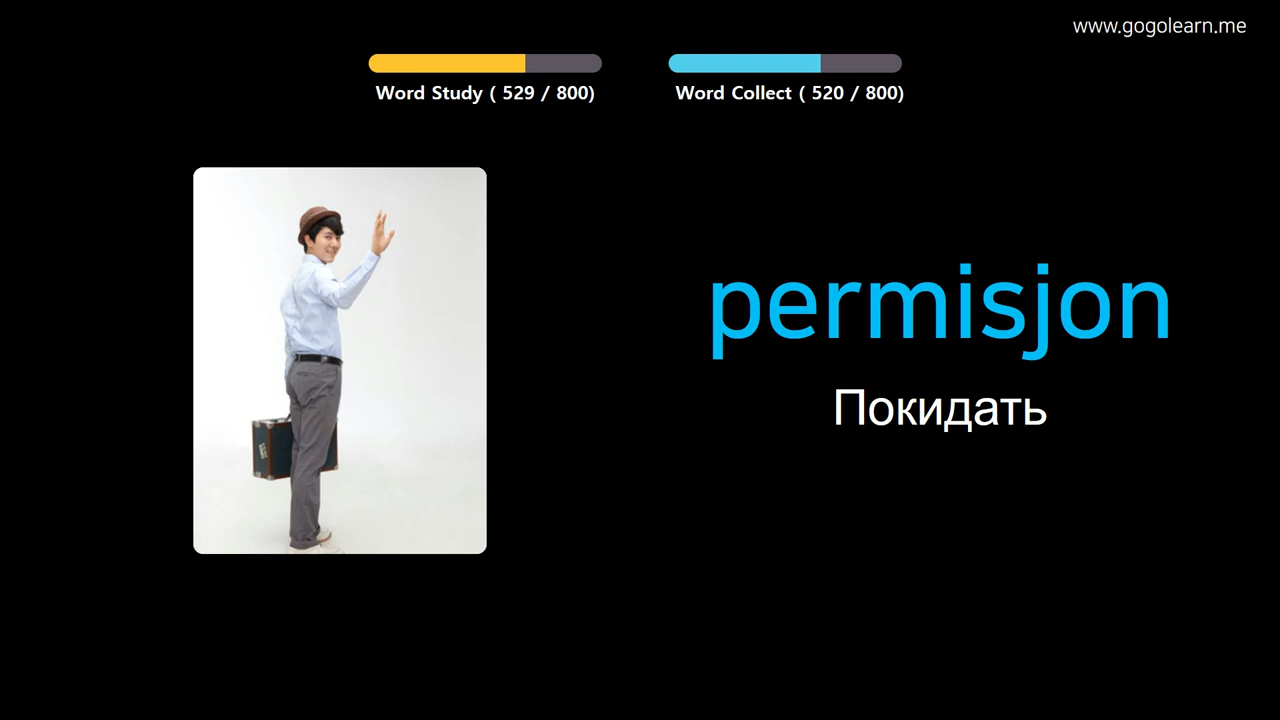 www.gogolearn.me
Word Study ( 529 / 800)
Word Collect ( 520 / 800)
permisjon
Покидать